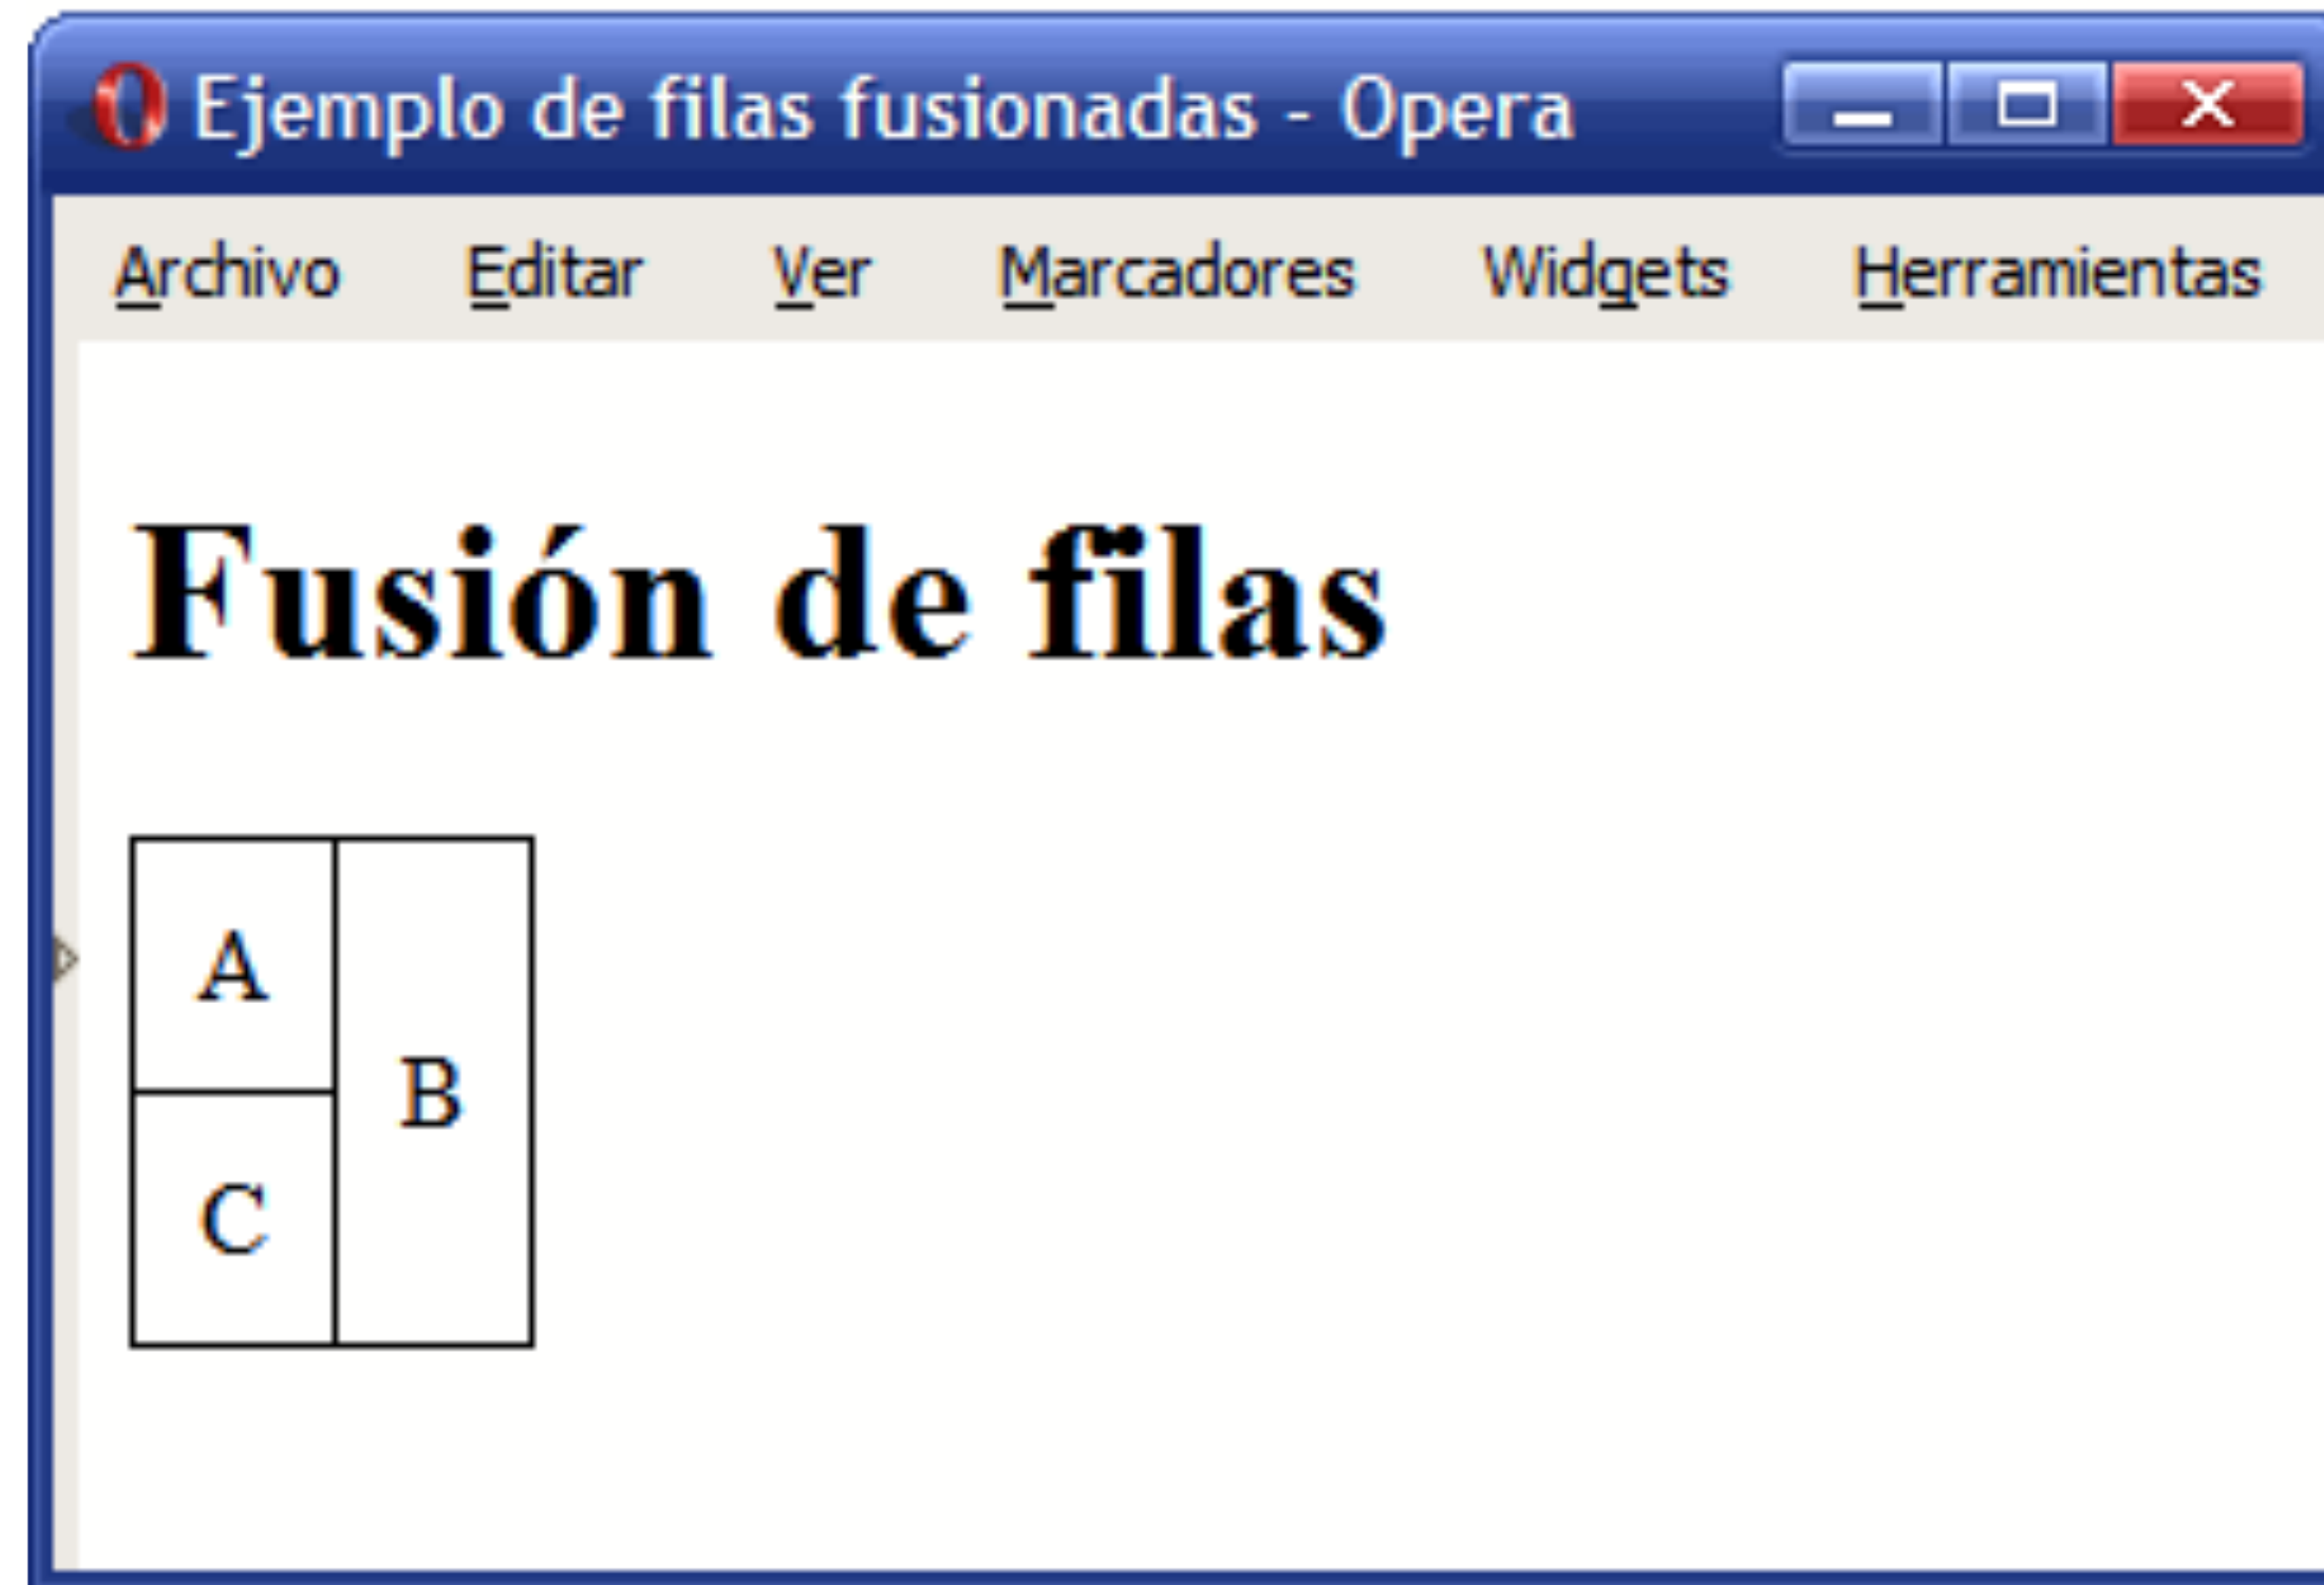 Ejemplo de filas fusionadas - Opera
Archivo Editar Ver Marcadores Widgets Herramientas
Fusión de filas
A
B
C